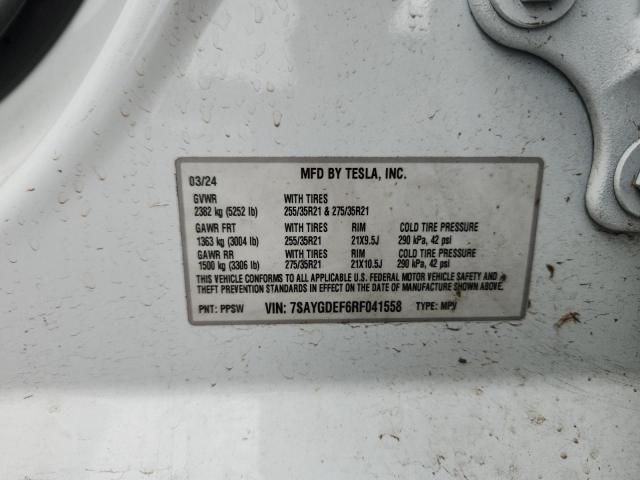 MFD BY TESLA, INC.
03/24
GVWR WITH TIRES
2382 kg (5252 lb) 255/35R21 & 275/35R21
GAWR FRT WITH TIRES RIM COLD TIRE PRESSURE
1363 kg (3004 lb) 255/35R21 21X9.5J 290 kPa, 42 psi
GAWR RR WITH TIRES RIM COLD TIRE PRESSURE
1500 kg (3306 lb) 275/35R21 21X10.5J 290 kPa, 42 psi
THIS VEHICLE CONFORMS TO ALL APPLICABLE U.S. FEDERAL MOTOR VEHICLE SAFETY AND
THEFT PREVENTION STANDARDS IN EFFECT ON THE DATE OF MANUFACTURE SHOWN ABOVE.
PNT: PPSW VIN: 7SAYGDEF6RF041558 TYPE: MPV